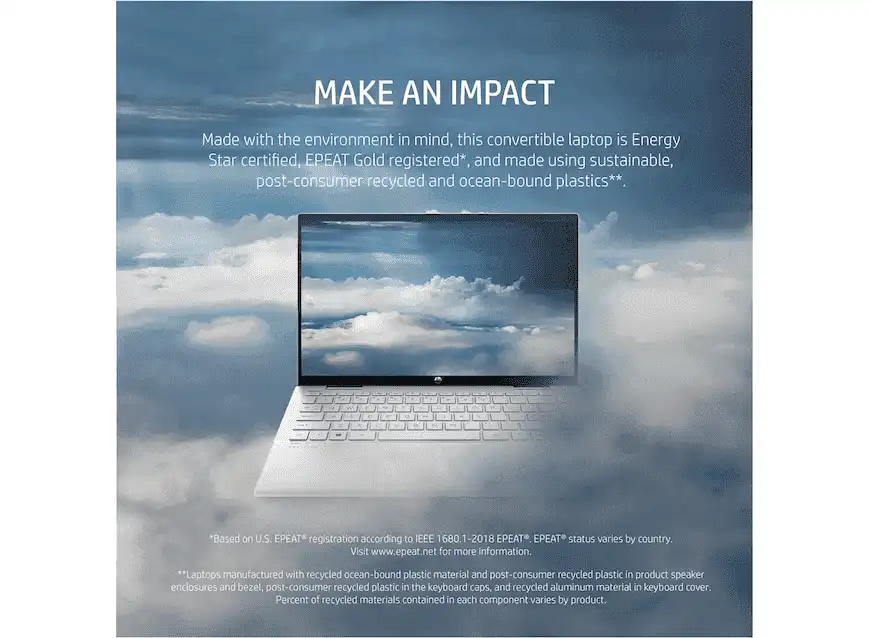 MAKE AN IMPACT
Made with the environment in mind, this convertible laptop is Energy
Star certified, EPEAT Gold registered*, and made using sustainable,
post-consumer recycled and ocean-bound plastics**.
hp
*Based on U.S. EPEAT® registration according to IEEE 1680.1-2018 EPEAT®. EPEAT® status varies by country.
Visit www.epeat.net for more information.
**Laptops manufactured with recycled ocean-bound plastic material and post-consumer recycled plastic in product speaker
enclosures and bezel, post-consumer recycled plastic in the keyboard caps, and recycled aluminum material in keyboard cover.
Percent of recycled materials contained in each component varies by product.